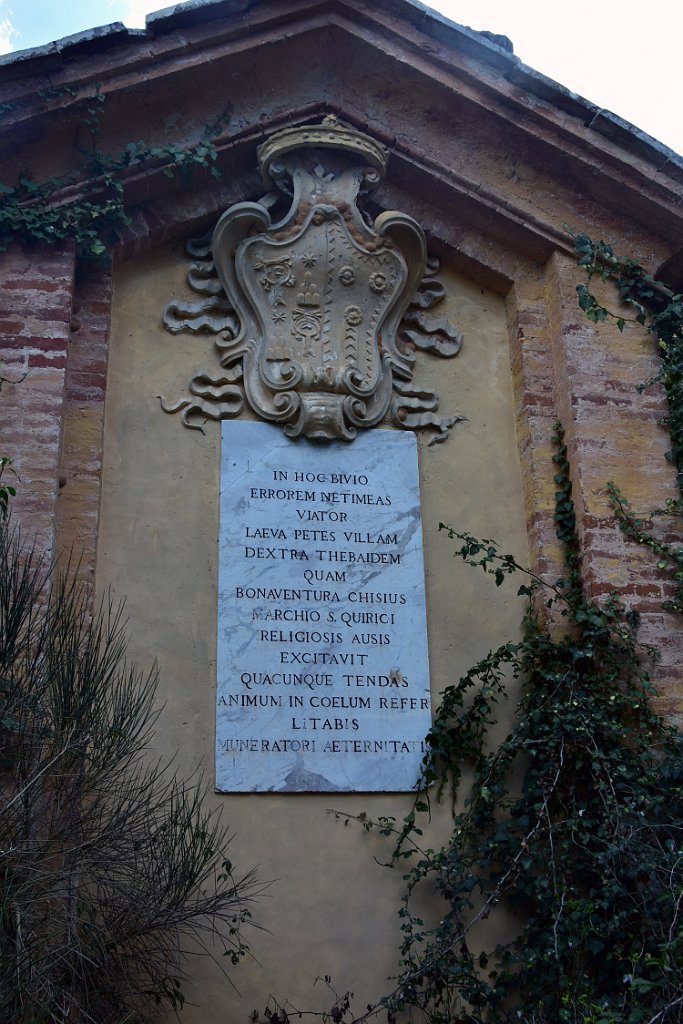 IN HOC BIVIO
ERROREM NE TIMEAS
VIATOR
LAEVA PETES VILLAM
DEXTRA THEBAIDEM
QUAM
BONAVENTURA CHISIUS
MARCHIO S. QUIRICI
RELIGIOSIS AUSIS
EXCITAVIT
QUACUNQUE TENDAS
ANIMUM IN COELUM REFER
LITABIS
MUNERATORI AETERNITATIS